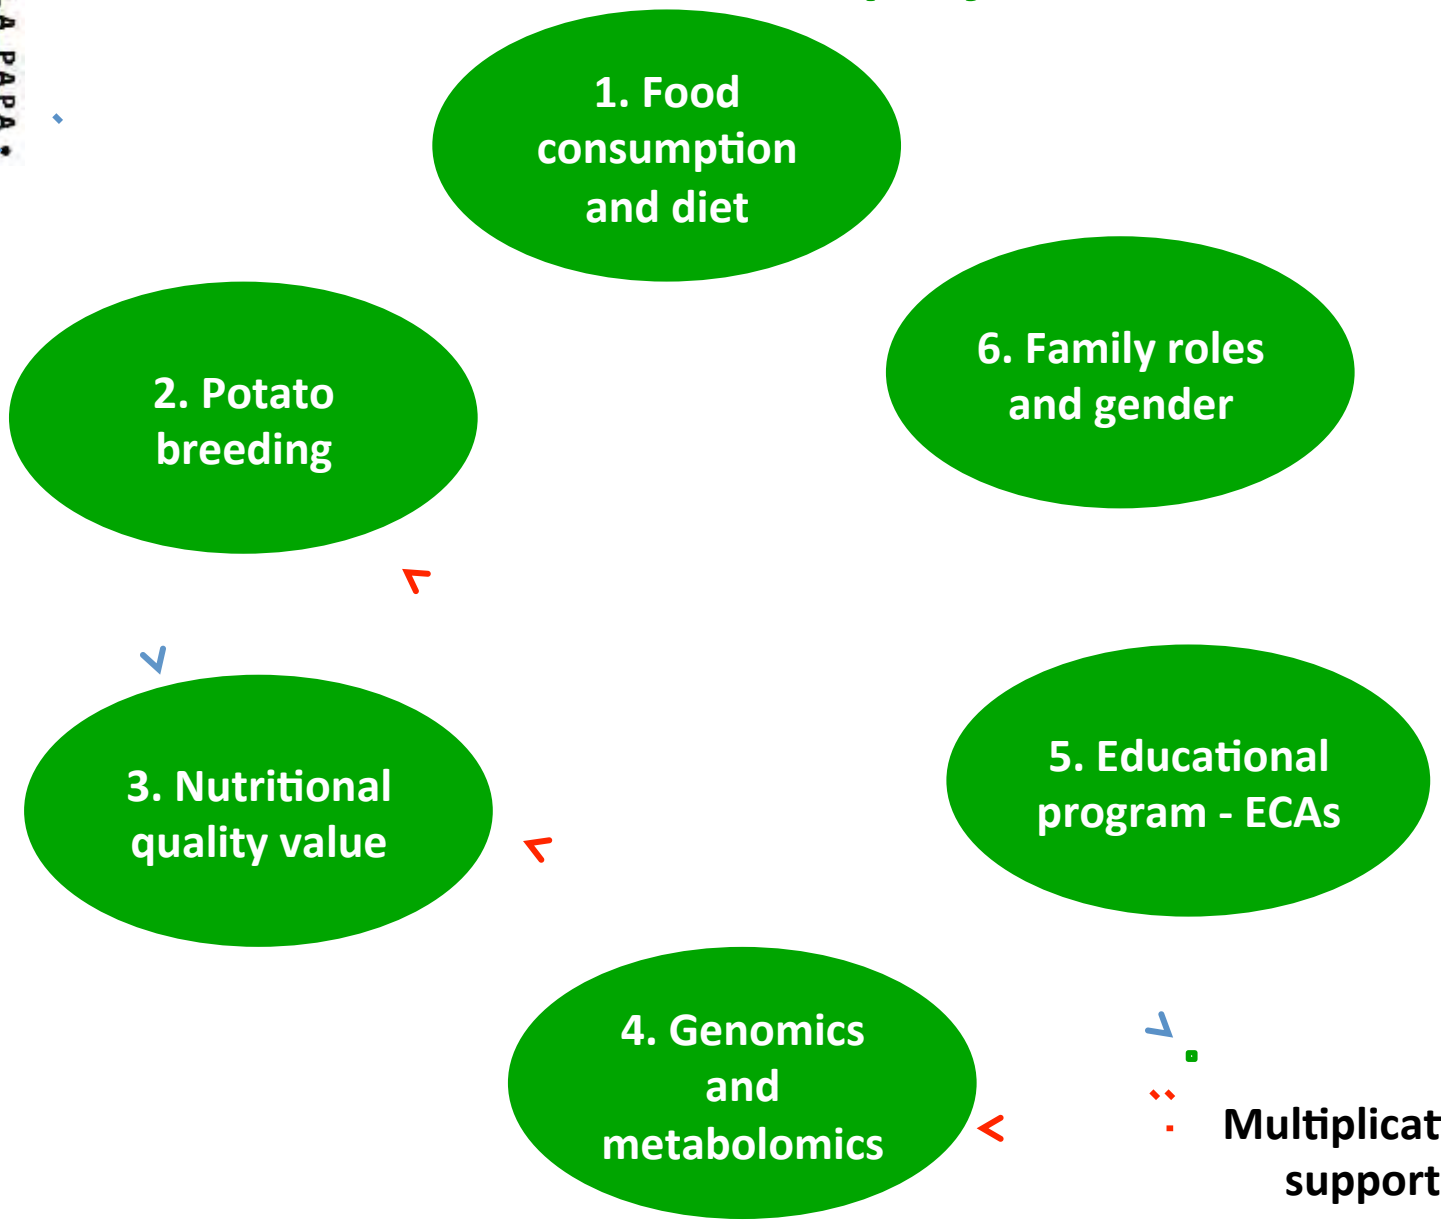 A PAPA •
1. Food
consumption
and diet
6. Family roles
and gender
2. Potato
breeding
3. Nutritional
quality value
5. Educational
program - ECAs
4. Genomics
and
metabolomics
Multiplicat
support